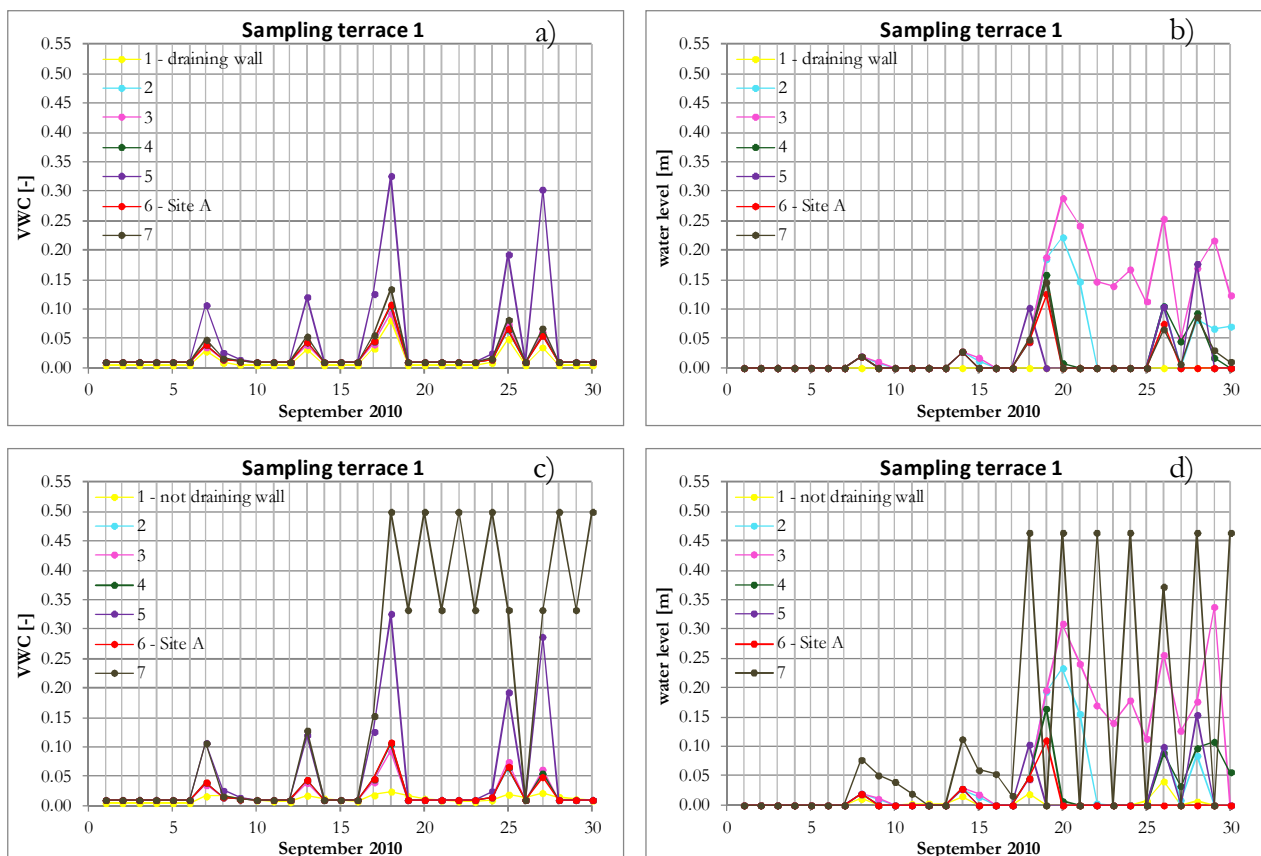 Sampling terrace 1
a)
0.55
0.50
0.45
0.40
0.35
0.30
0.25
0.20
0.15
0.10
0.05
0.00
VWC [-]
1 - draining wall
2
3
4
5
6 - Site A
7
0 5 10 15 20 25 30
September 2010
Sampling terrace 1
b)
0.55
0.50
0.45
0.40
0.35
0.30
0.25
0.20
0.15
0.10
0.05
0.00
water level [m]
1 - draining wall
2
3
4
5
6 - Site A
7
0 5 10 15 20 25 30
September 2010
Sampling terrace 1
c)
0.55
0.50
0.45
0.40
0.35
0.30
0.25
0.20
0.15
0.10
0.05
0.00
VWC [-]
1 - not draining wall
2
3
4
5
6 - Site A
7
0 5 10 15 20 25 30
September 2010
Sampling terrace 1
d)
0.55
0.50
0.45
0.40
0.35
0.30
0.25
0.20
0.15
0.10
0.05
0.00
water level [m]
1 - not draining wall
2
3
4
5
6 - Site A
7
0 5 10 15 20 25 30
September 2010